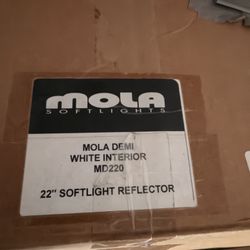 mola
SOFTLIGHTS
MOLA DEMI
WHITE INTERIOR
MD220
22" SOFTLIGHT REFLECTOR